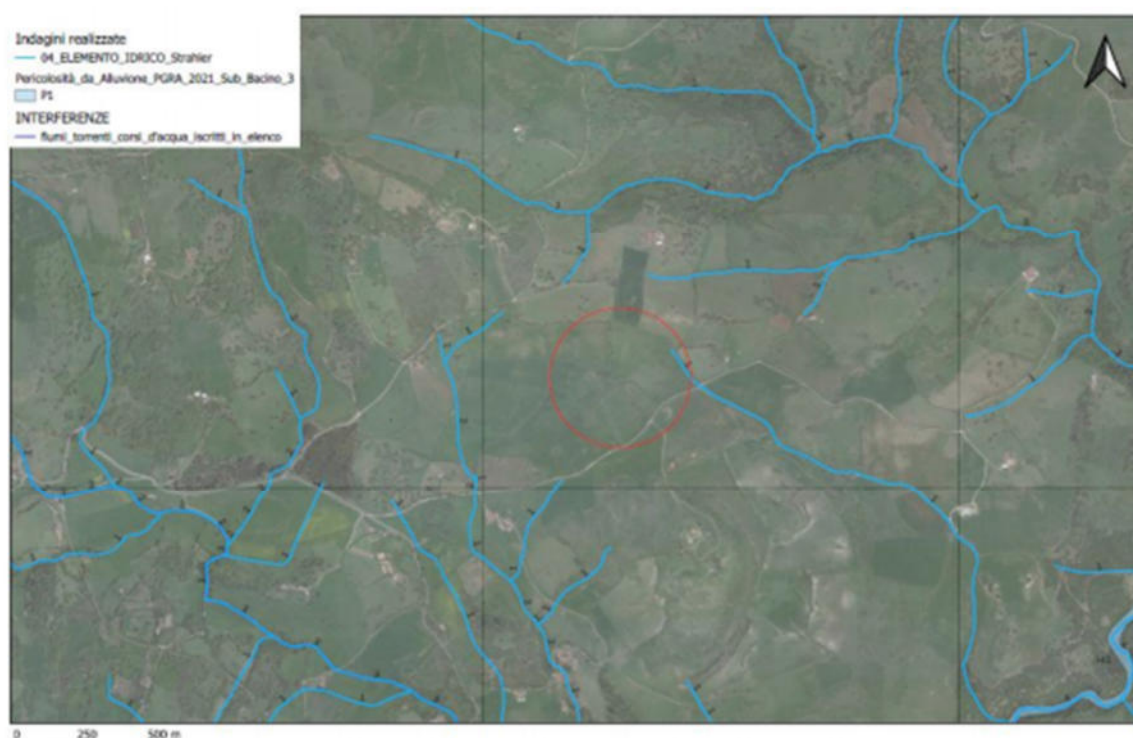 Indagini realizzate
04_ELEMENTO_IDRICO_Strahler
Pericolosità_da_Alluvione_PGRA_2021_Sub_Bacino_3
P1
INTERFERENZE
fiumi_torrenti_corsi_d'acqua_iscritti_in_elenco
0 250 500 m